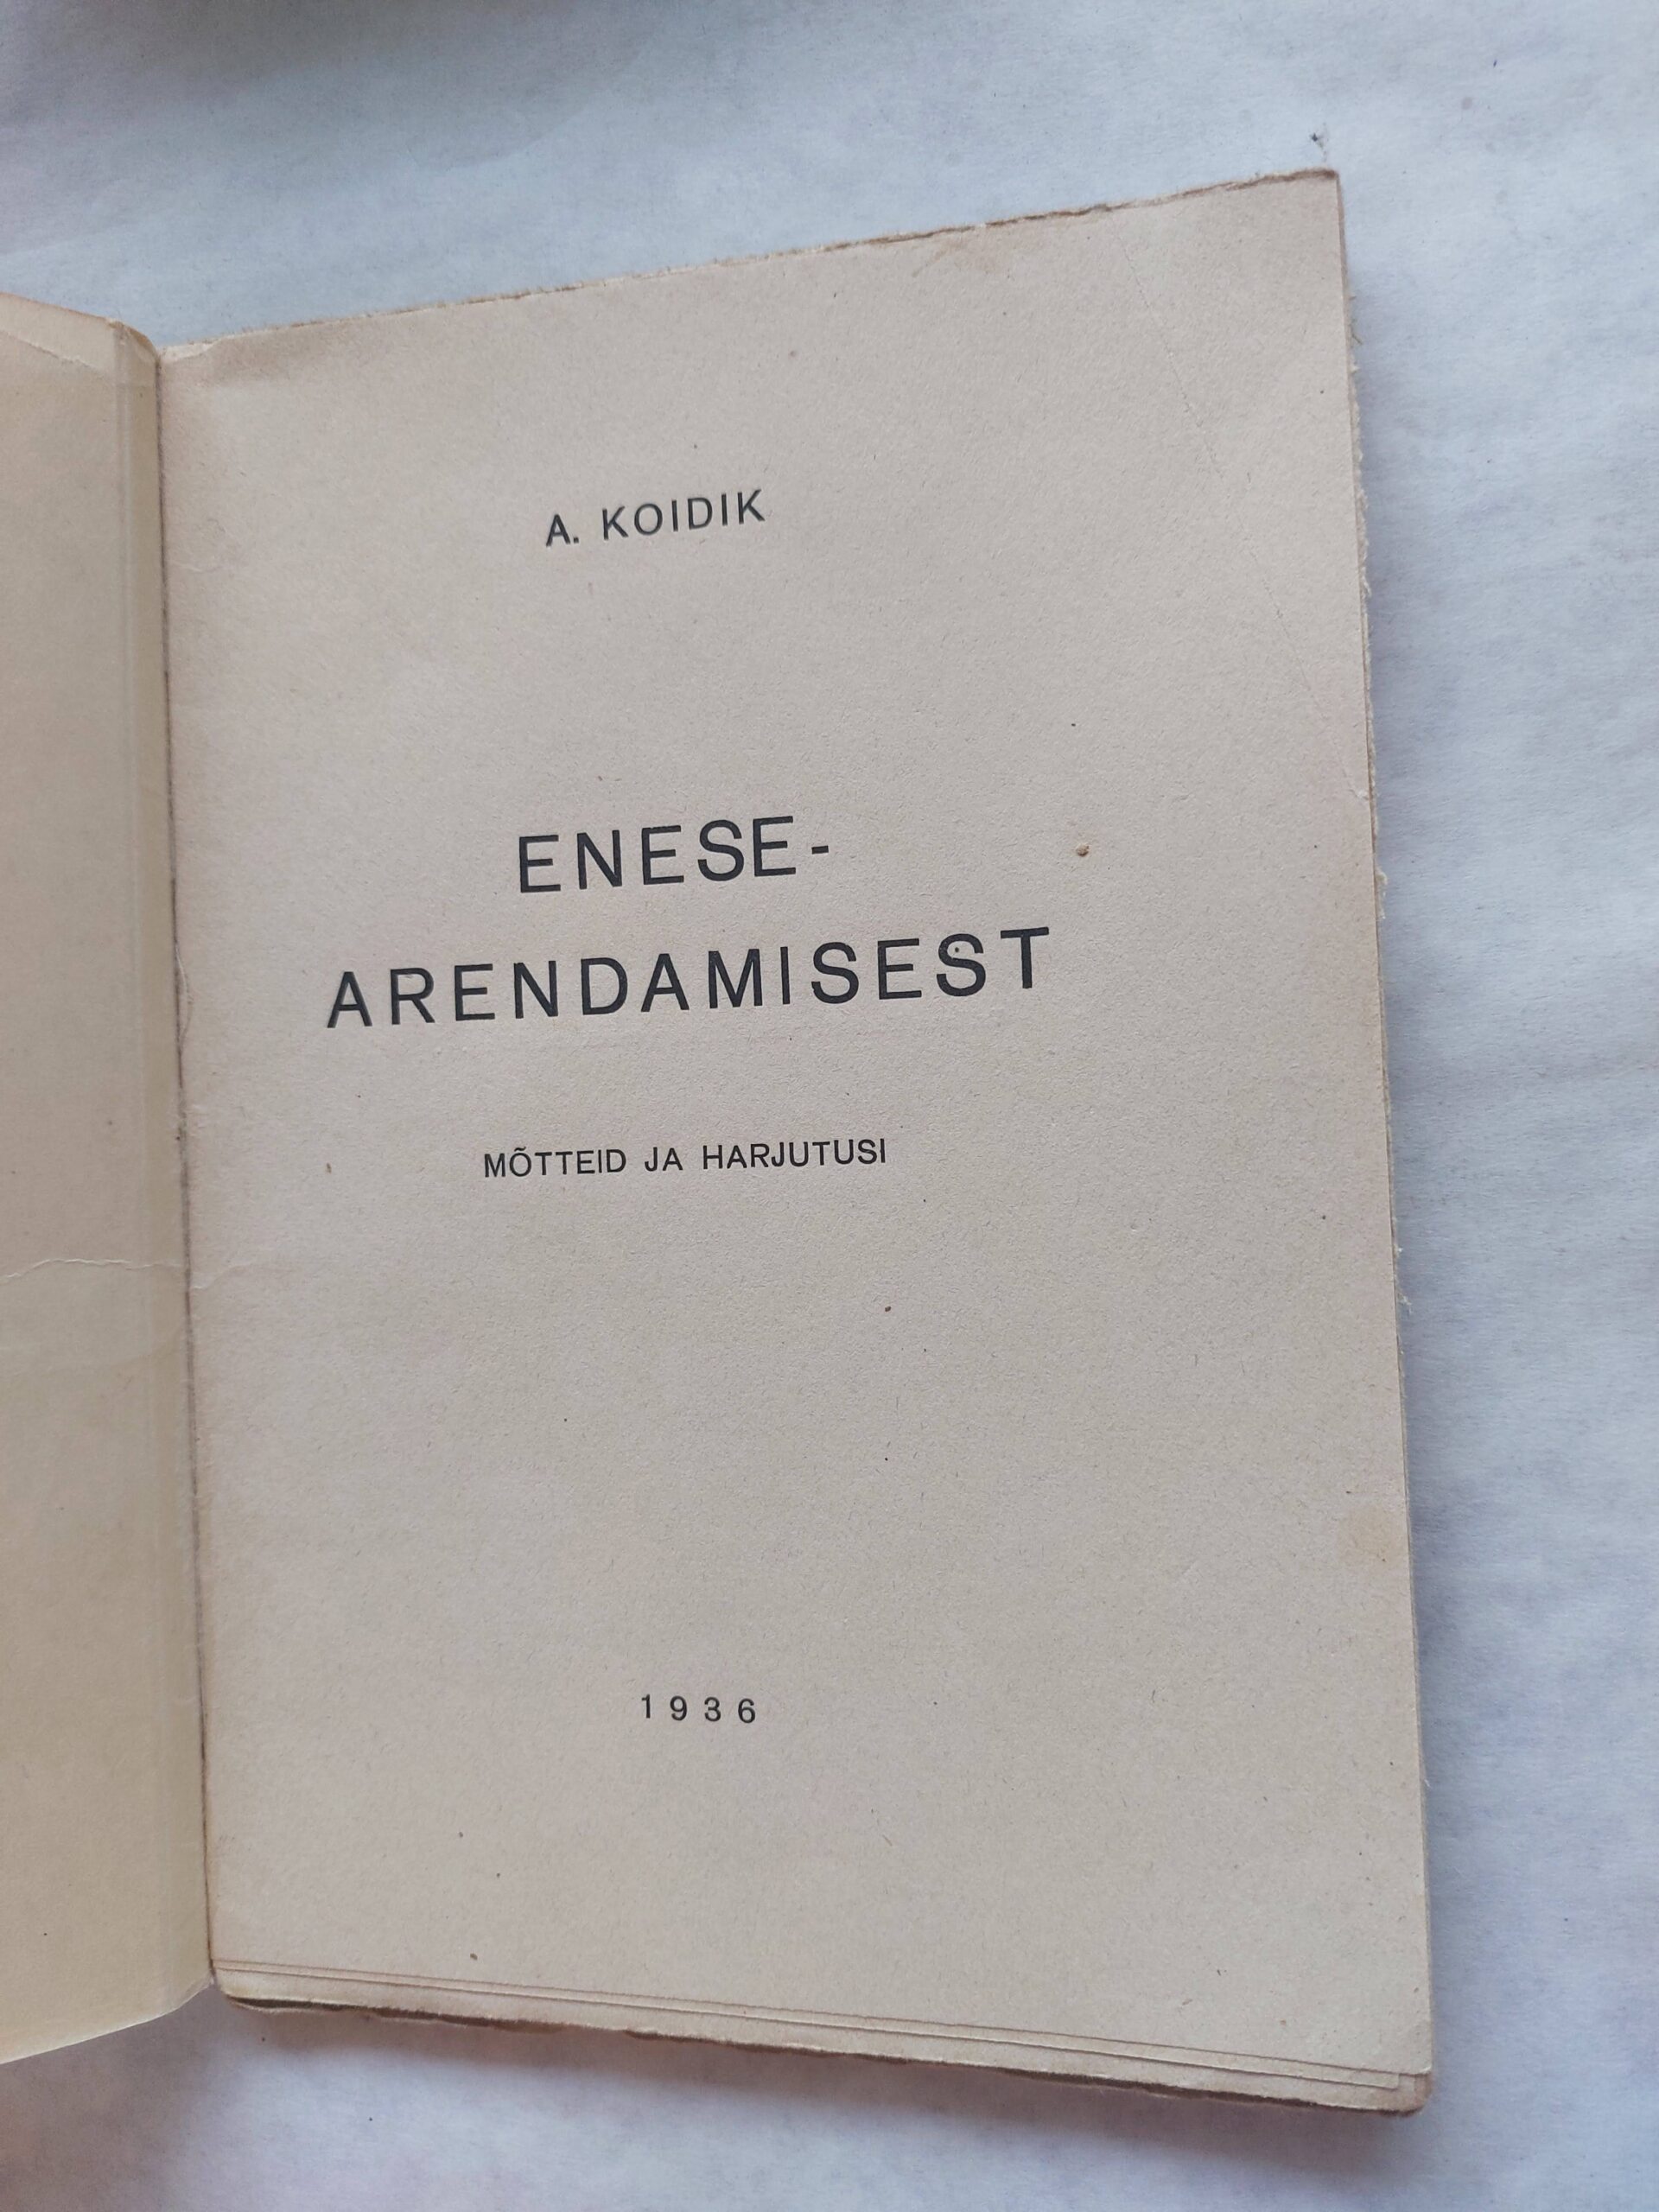 A. KOIDIK
ENESE-
ARENDAMISEST
MÕTTEID JA HARJUTUSI
1936